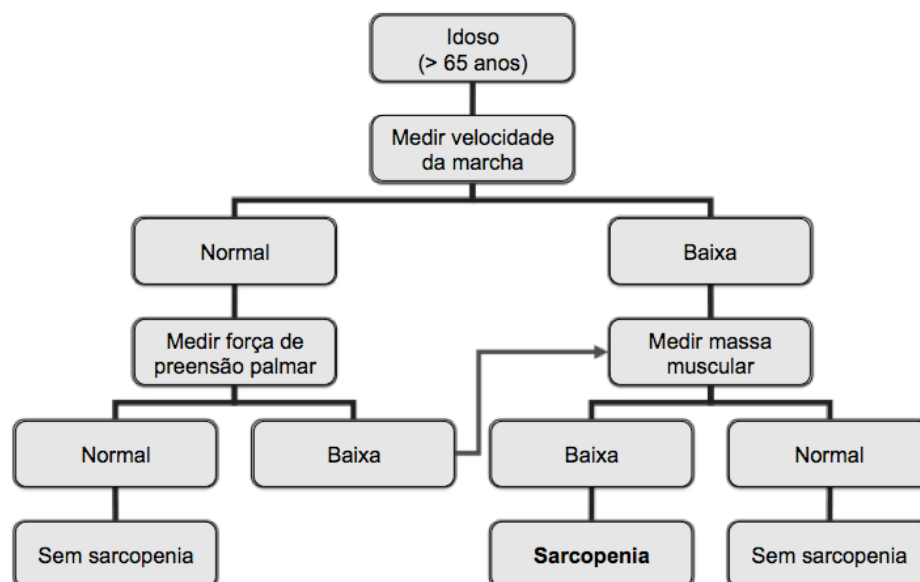 Idoso
(> 65 anos)
Medir velocidade
da marcha
Normal
Baixa
Medir força de
preensão palmar
Medir massa
muscular
Normal
Baixa
Baixa
Normal
Sem sarcopenia
Sarcopenia
Sem sarcopenia